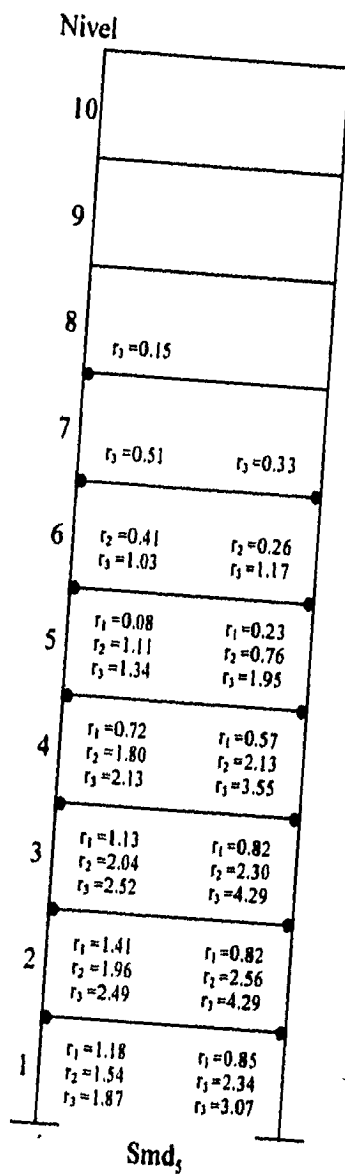 Nivel
10
9
8
r₃ =0.15
7
r₃ =0.51 r₃ =0.33
6
r₂ =0.41 r₂ =0.26
r₃ =1.03 r₃ =1.17
5
r₁ =0.08 r₁ =0.23
r₂ =1.11 r₂ =0.76
r₃ =1.34 r₃ =1.95
4
r₁ =0.72 r₁ =0.57
r₂ =1.80 r₂ =2.13
r₃ =2.13 r₃ =3.55
3
r₁ =1.13 r₁ =0.82
r₂ =2.04 r₂ =2.30
r₃ =2.52 r₃ =4.29
2
r₁ =1.41 r₁ =0.82
r₂ =1.96 r₂ =2.56
r₃ =2.49 r₃ =4.29
1
r₁ =1.18 r₁ =0.85
r₂ =1.54 r₃ =2.34
r₃ =1.87 r₃ =3.07
Smd₅